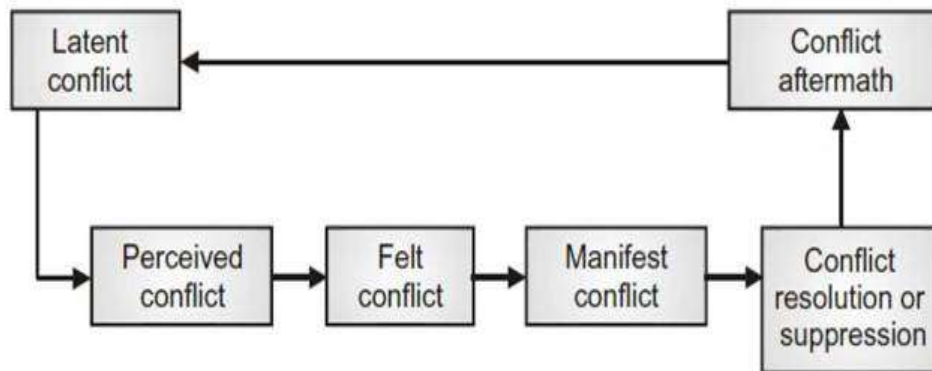 Latent
conflict
Conflict
aftermath
Perceived
conflict
Felt
conflict
Manifest
conflict
Conflict
resolution or
suppression